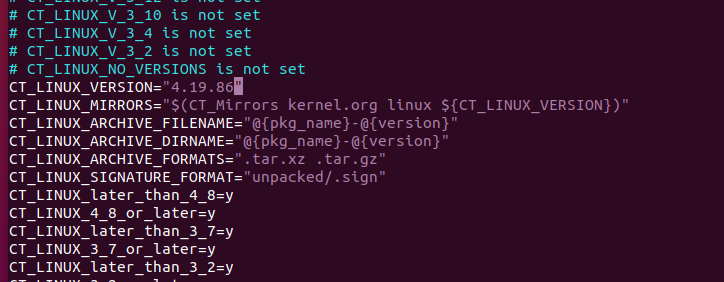 # CT_LINUX_V_3_12 is not set
# CT_LINUX_V_3_10 is not set
# CT_LINUX_V_3_4 is not set
# CT_LINUX_V_3_2 is not set
# CT_LINUX_NO_VERSIONS is not set
CT_LINUX_VERSION="4.19.86"
CT_LINUX_MIRRORS="$(CT_Mirrors kernel.org linux ${CT_LINUX_VERSION})"
CT_LINUX_ARCHIVE_FILENAME="@{pkg_name}-@{version}"
CT_LINUX_ARCHIVE_DIRNAME="@{pkg_name}-@{version}"
CT_LINUX_ARCHIVE_FORMATS=".tar.xz .tar.gz"
CT_LINUX_SIGNATURE_FORMAT="unpacked/.sign"
CT_LINUX_later_than_4_8=y
CT_LINUX_4_8_or_later=y
CT_LINUX_later_than_3_7=y
CT_LINUX_3_7_or_later=y
CT_LINUX_later_than_3_2=y